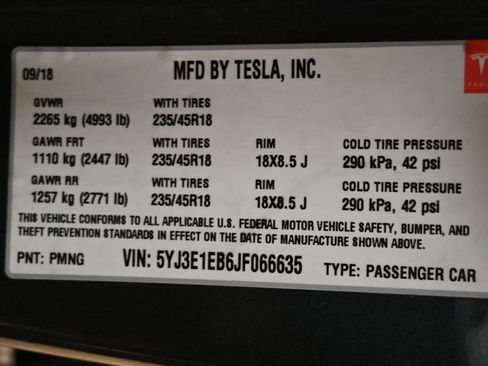 09/18 MFD BY TESLA, INC.
TESLA
GVWR WITH TIRES
2265 kg (4993 lb) 235/45R18
GAWR FRT WITH TIRES RIM COLD TIRE PRESSURE
1110 kg (2447 lb) 235/45R18 18X8.5 J 290 kPa, 42 psi
GAWR RR WITH TIRES RIM COLD TIRE PRESSURE
1257 kg (2771 lb) 235/45R18 18X8.5 J 290 kPa, 42 psi
THIS VEHICLE CONFORMS TO ALL APPLICABLE U.S. FEDERAL MOTOR VEHICLE SAFETY, BUMPER, AND
THEFT PREVENTION STANDARDS IN EFFECT ON THE DATE OF MANUFACTURE SHOWN ABOVE.
PNT: PMNG VIN: 5YJ3E1EB6JF066635 TYPE: PASSENGER CAR